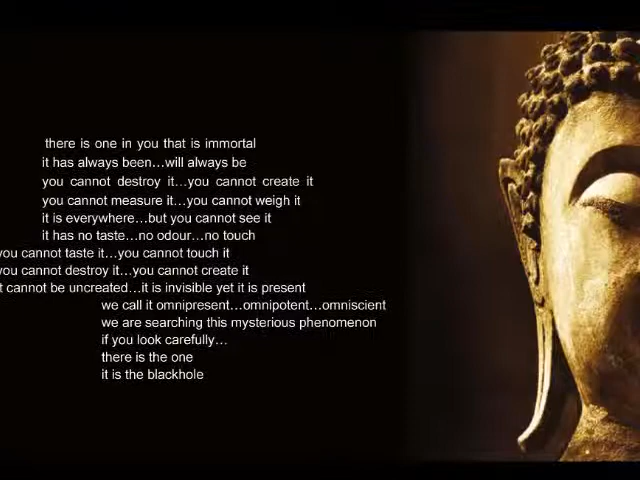 there is one in you that is immortal
it has always been...will always be
you cannot destroy it...you cannot create it
you cannot measure it...you cannot weigh it
it is everywhere...but you cannot see it
it has no taste...no odour...no touch
you cannot taste it...you cannot touch it
you cannot destroy it...you cannot create it
t cannot be uncreated...it is invisible yet it is present
we call it omnipresent...omnipotent...omniscient
we are searching this mysterious phenomenon
if you look carefully...
there is the one
it is the blackhole